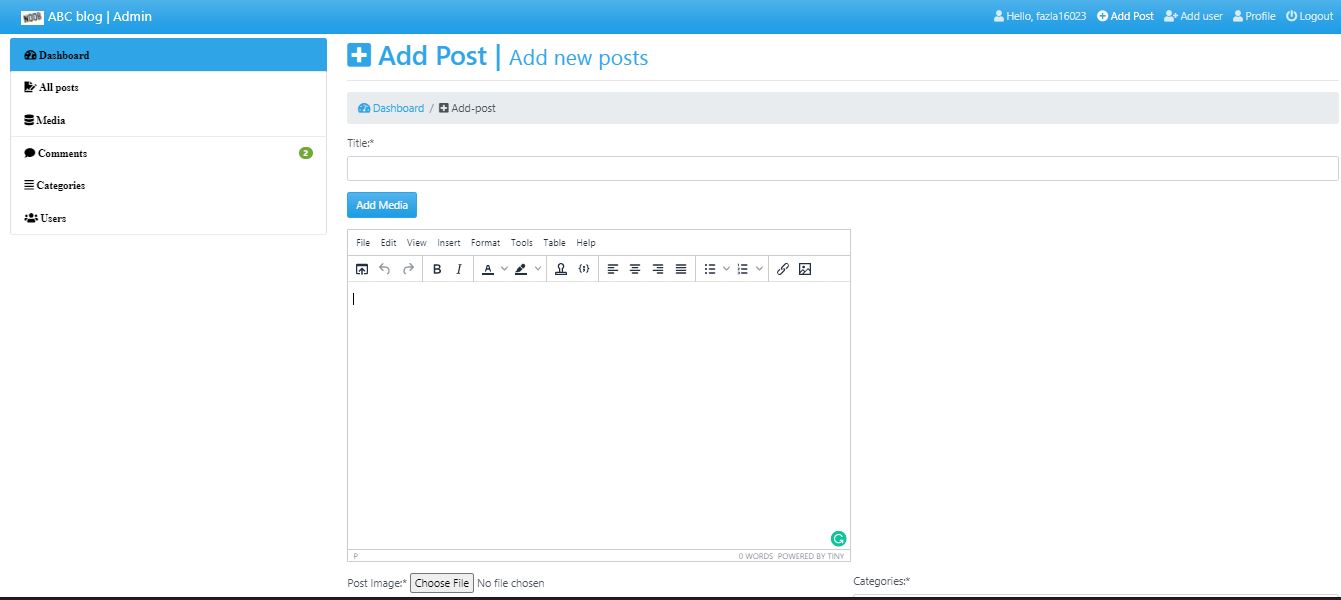 NOOB ABC blog | Admin
Hello, fazla16023 Add Post Add user Profile Logout
Dashboard
All posts
Media
Comments 2
Categories
Users
Add Post | Add new posts
Dashboard / Add-post
Title:*
Add Media
File Edit View Insert Format Tools Table Help
B I A
P 0 WORDS POWERED BY TINY
Post Image:* Choose File No file chosen
Categories:*